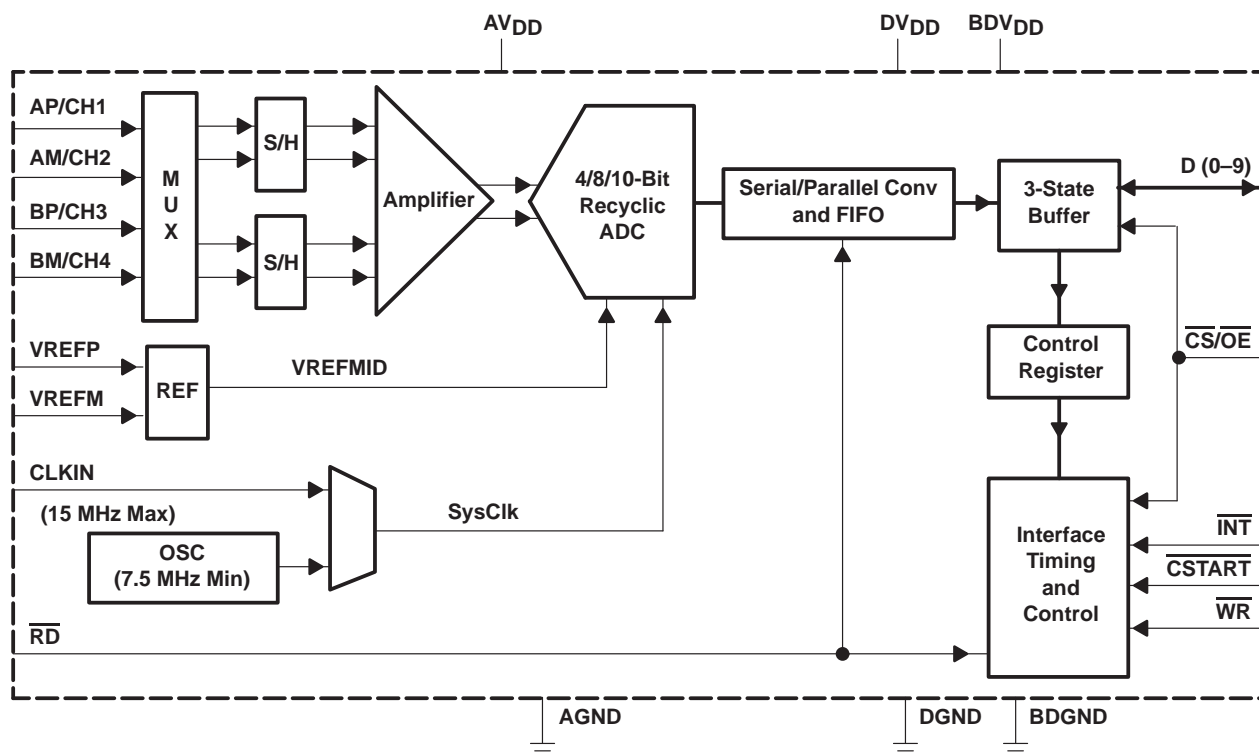 AVDD
DVDD
BDVDD
AP/CH1
AM/CH2
BP/CH3
BM/CH4
M
U
X
S/H
S/H
Amplifier
4/8/10-Bit
Recyclic
ADC
Serial/Parallel Conv
and FIFO
3-State
Buffer
D (0–9)
Control
Register
CS/OE
VREFP
VREFM
REF
VREFMID
CLKIN
(15 MHz Max)
OSC
(7.5 MHz Min)
SysClk
Interface
Timing
and
Control
INT
CSTART
WR
RD
AGND
DGND
BDGND